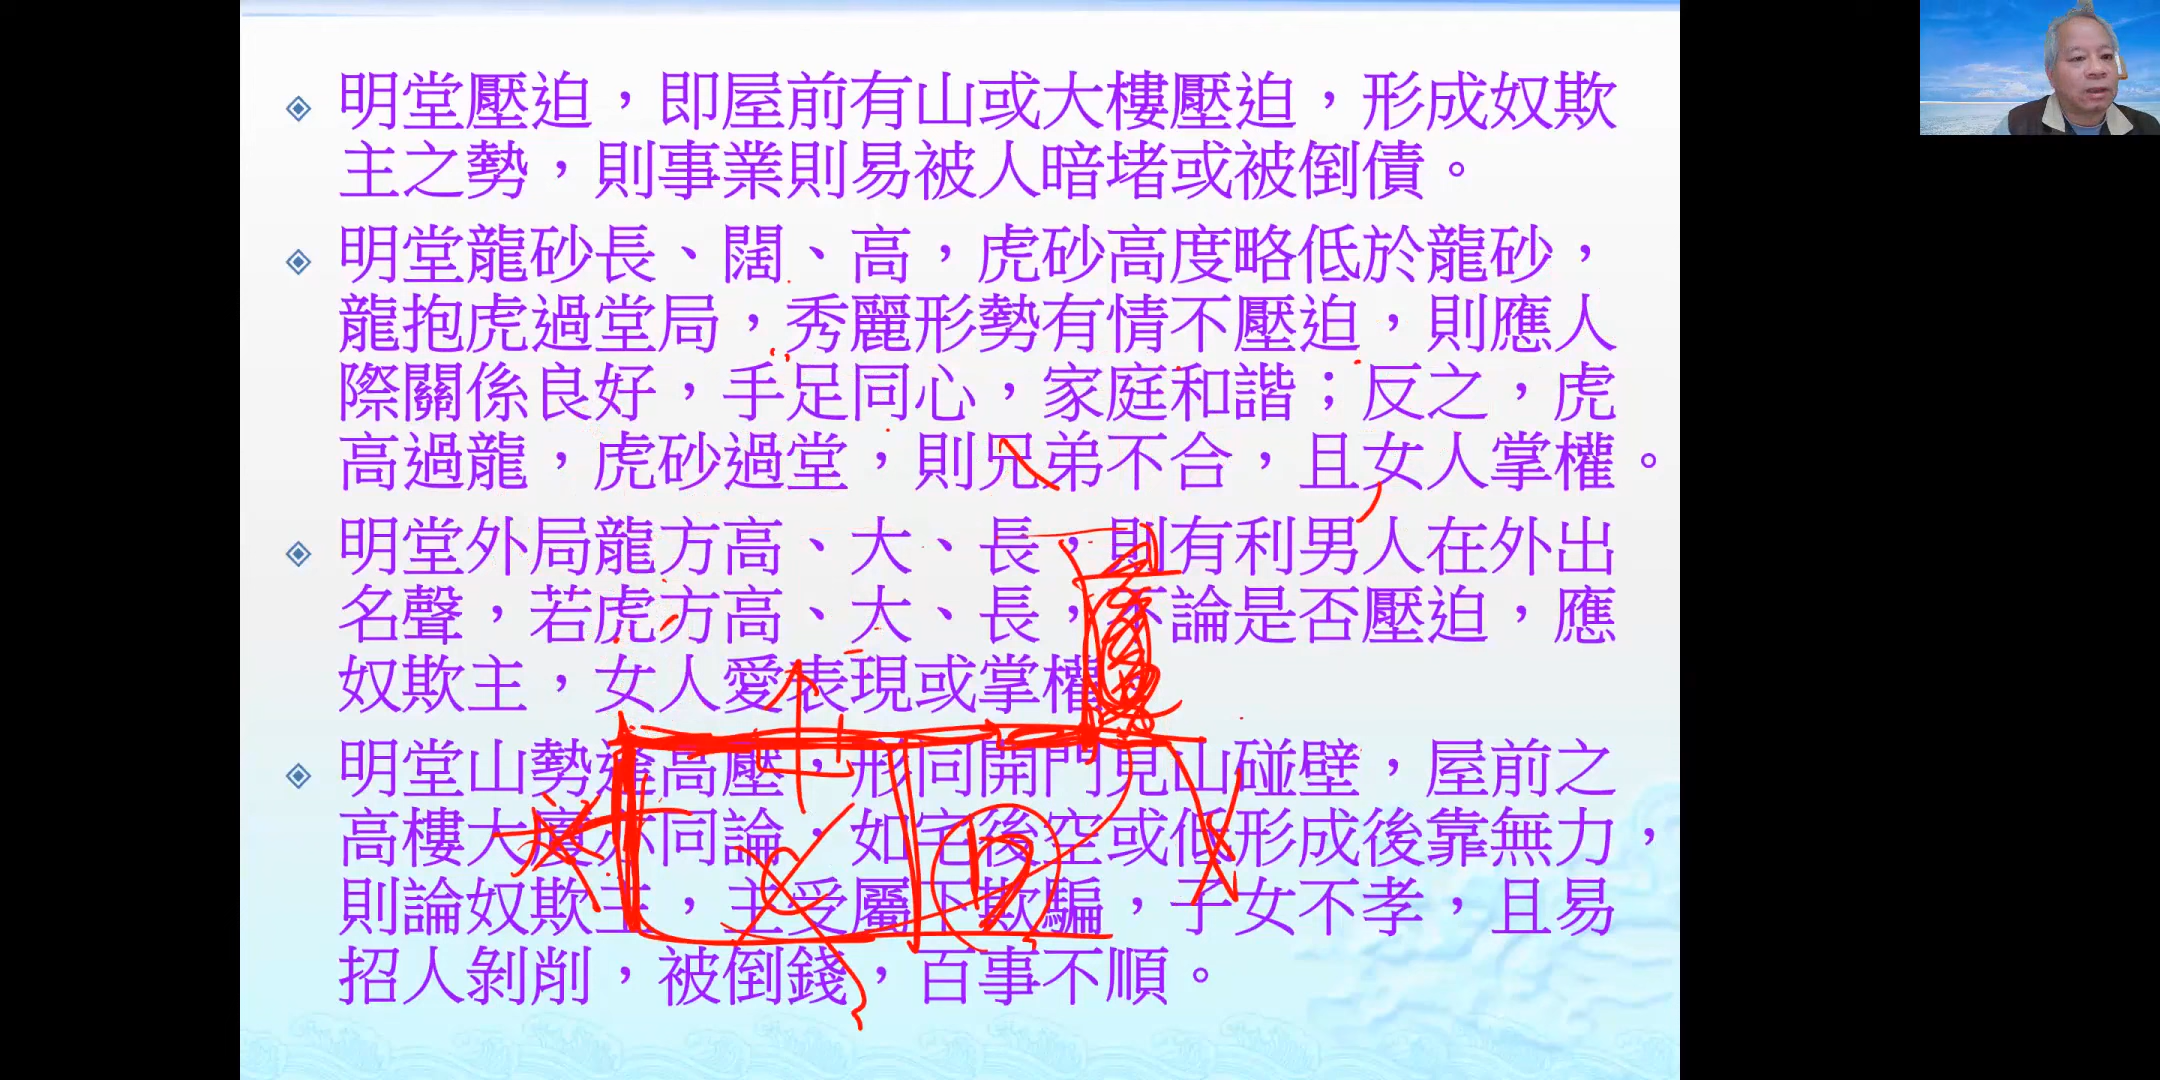 明堂壓迫，即屋前有山或大樓壓迫，形成奴欺
主之勢，則事業則易被人暗堵或被倒債。
明堂龍砂長、闊、高，虎砂高度略低於龍砂，
龍抱虎過堂局，秀麗形勢有情不壓迫，則應人
際關係良好，手足同心，家庭和諧；反之，虎
高過龍，虎砂過堂，則兄弟不合，且女人掌權。
明堂外局龍方高、大、長，則有利男人在外出
名聲，若虎方高、大、長，不論是否壓迫，應
奴欺主，女人愛表現或掌權
明堂山勢逢高壓，形同開門見山碰壁，屋前之
高樓大廈亦同論，如宅後空或低形成後靠無力，
則論奴欺主，主受屬下欺騙，子女不孝，且易
招人剝削，被倒錢，百事不順。